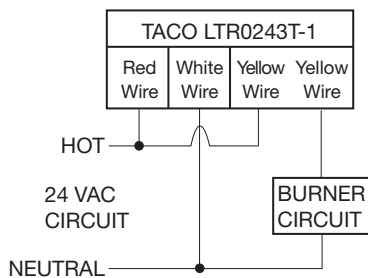 TACO LTR0243T-1
Red Wire
White Wire
Yellow Wire
Yellow Wire
HOT
24 VAC
CIRCUIT
BURNER
CIRCUIT
NEUTRAL